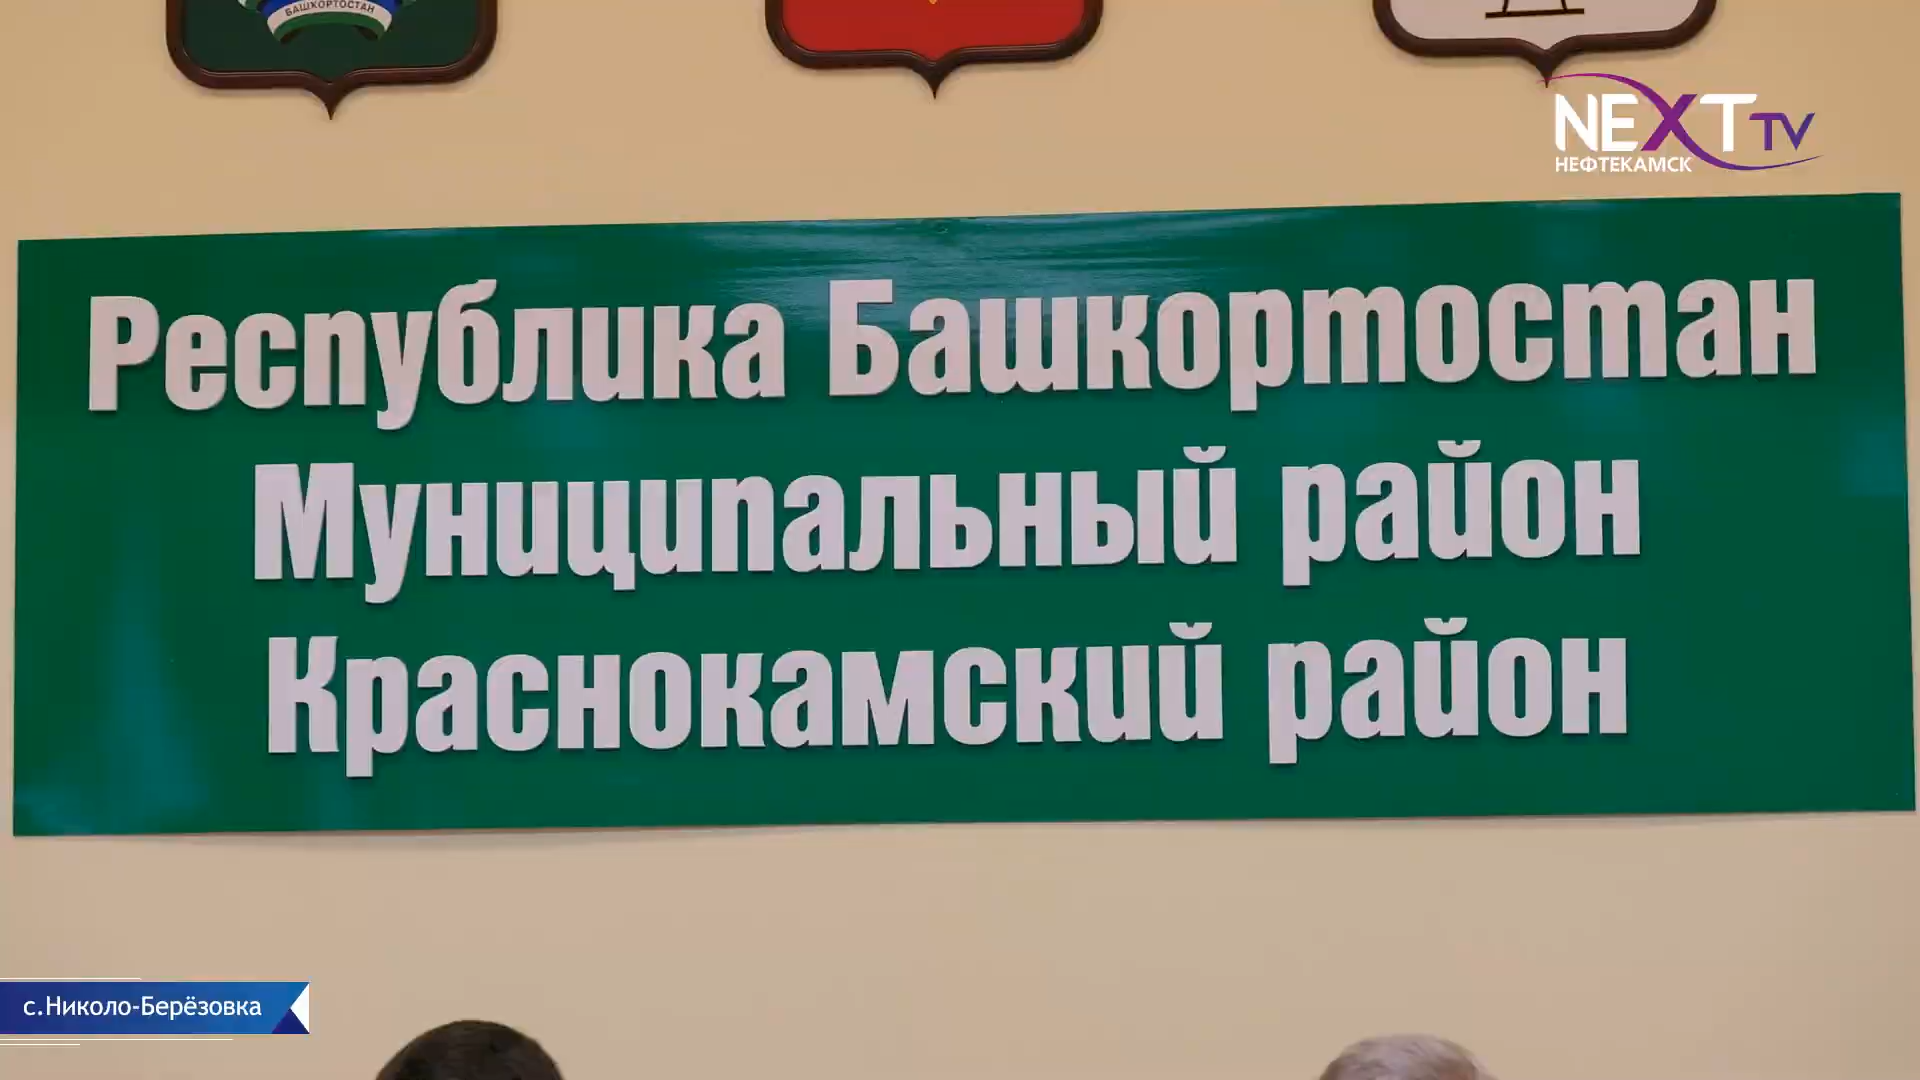 БАШКОРТОСТАН
NEXT TV
НЕФТЕКАМСК
Республика Башкортостан
Муниципальный район
Краснокамский район
с.Николо-Берёзовка